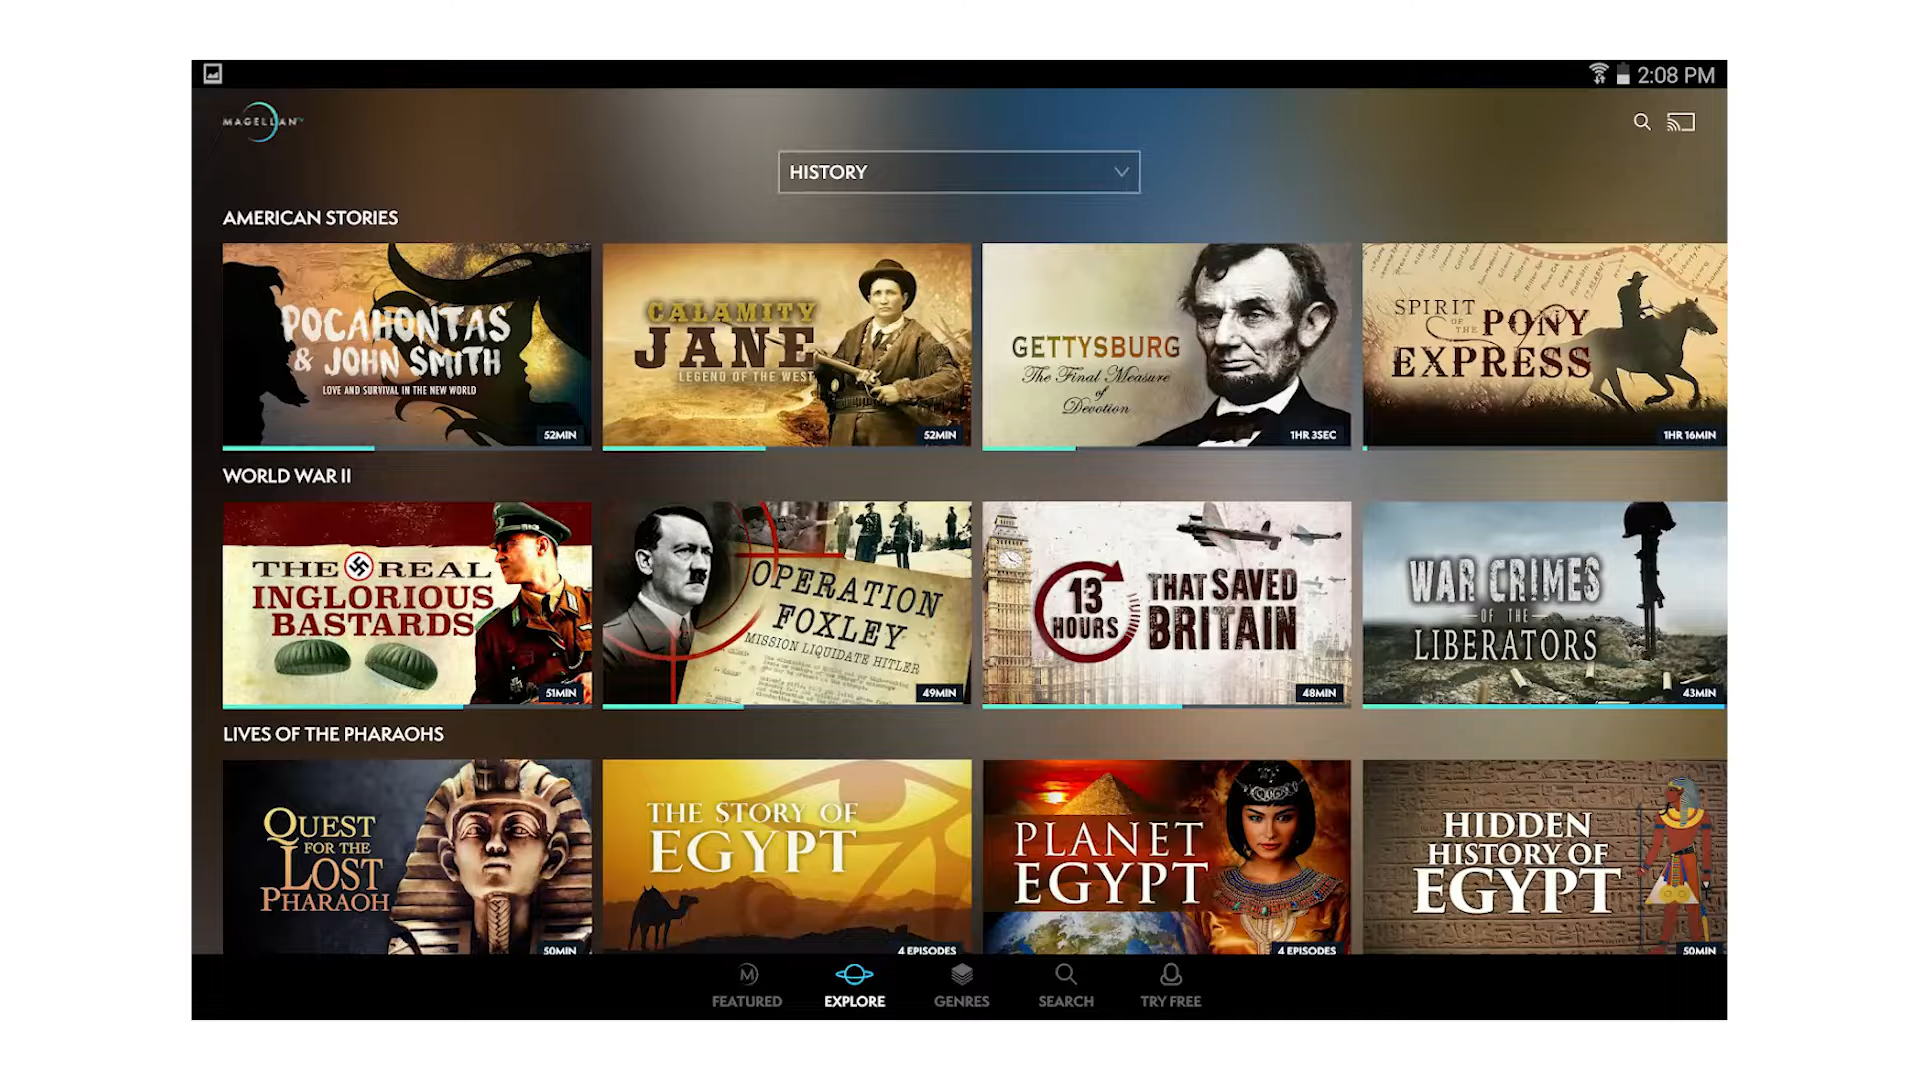 2:08 PM
MAGELLAN TV
HISTORY
AMERICAN STORIES
POCAHONTAS
& JOHN SMITH
LOVE AND SURVIVAL IN THE NEW WORLD
52MIN
CALAMITY
JANE
LEGEND OF THE WEST
52MIN
GETTYSBURG
The Final Measure
of
Devotion
1HR 3SEC
SPIRIT
OF THE PONY
EXPRESS
1HR 16MIN
WORLD WAR II
THE REAL
INGLORIOUS
BASTARDS
51MIN
OPERATION
FOXLEY
MISSION LIQUIDATE HITLER
49MIN
13
HOURS
THAT SAVED
BRITAIN
48MIN
WAR CRIMES
OF THE
LIBERATORS
43MIN
LIVES OF THE PHARAOHS
QUEST
FOR THE
LOST
PHARAOH
50MIN
THE STORY OF
EGYPT
4 EPISODES
PLANET
EGYPT
4 EPISODES
HIDDEN
HISTORY OF
EGYPT
50MIN
FEATURED
EXPLORE
GENRES
SEARCH
TRY FREE